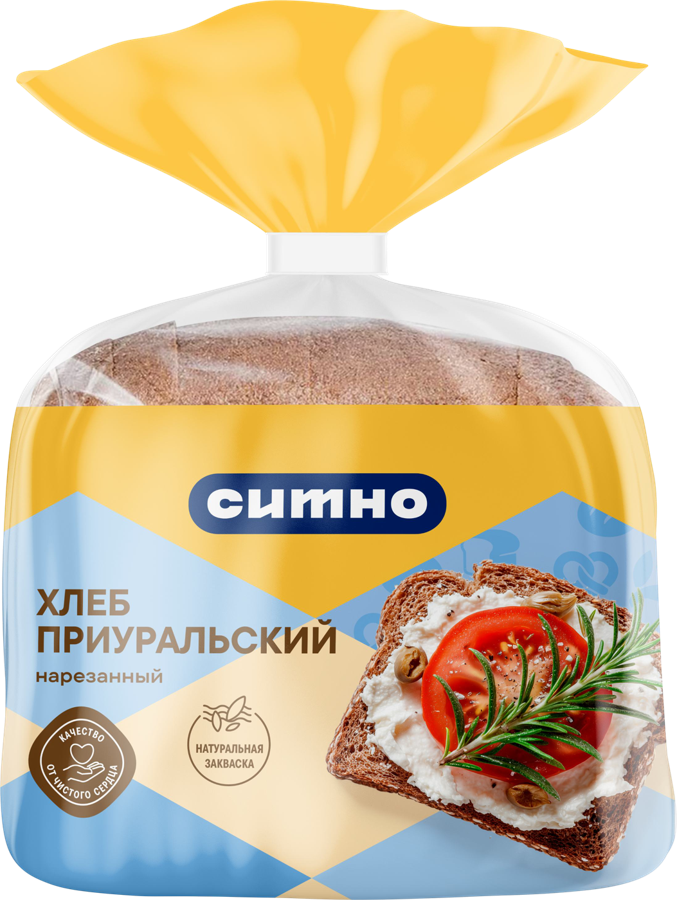 ситно
ХЛЕБ
ПРИУРАЛЬСКИЙ
нарезанный
КАЧЕСТВО
ОТ ЧИСТОГО СЕРДЦА
НАТУРАЛЬНАЯ
ЗАКВАСКА